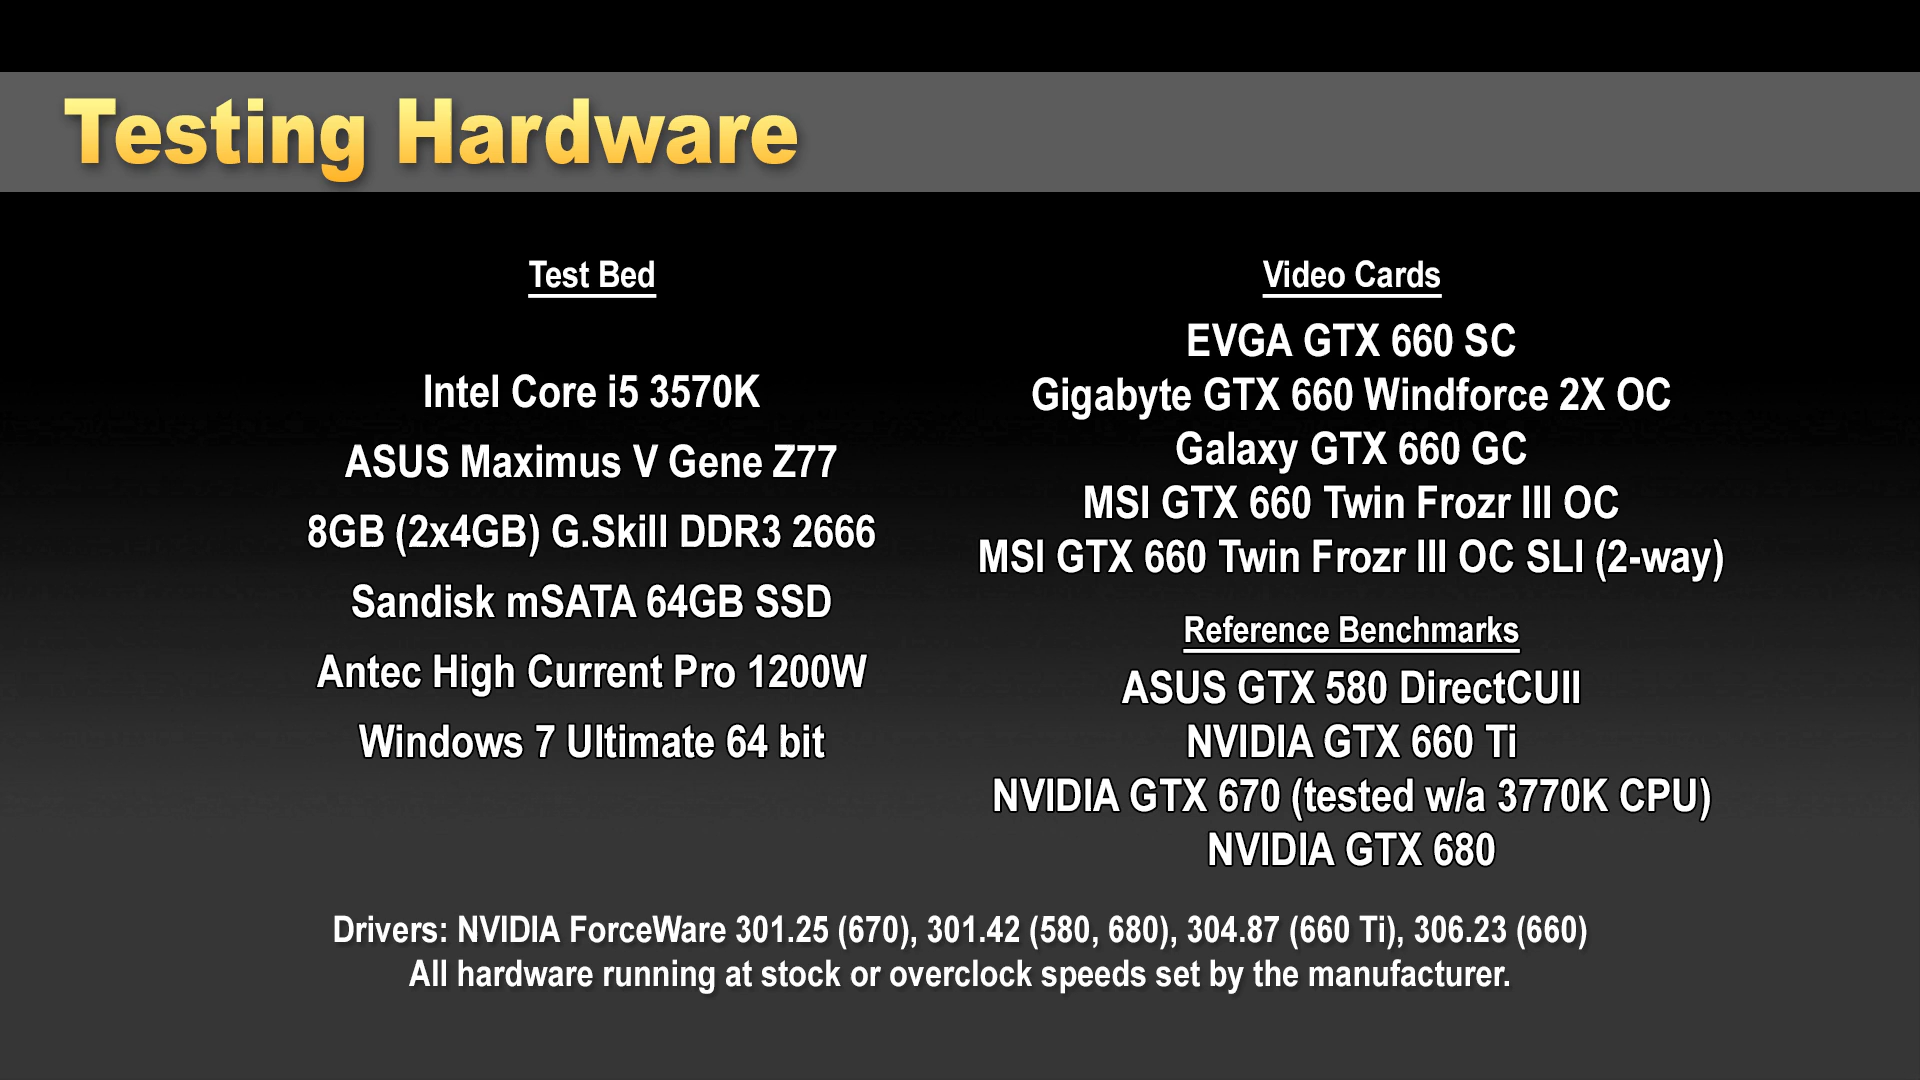 Testing Hardware
Test Bed
Intel Core i5 3570K
ASUS Maximus V Gene Z77
8GB (2x4GB) G.Skill DDR3 2666
Sandisk mSATA 64GB SSD
Antec High Current Pro 1200W
Windows 7 Ultimate 64 bit
Video Cards
EVGA GTX 660 SC
Gigabyte GTX 660 Windforce 2X OC
Galaxy GTX 660 GC
MSI GTX 660 Twin Frozr III OC
MSI GTX 660 Twin Frozr III OC SLI (2-way)
Reference Benchmarks
ASUS GTX 580 DirectCUII
NVIDIA GTX 660 Ti
NVIDIA GTX 670 (tested w/a 3770K CPU)
NVIDIA GTX 680
Drivers: NVIDIA ForceWare 301.25 (670), 301.42 (580, 680), 304.87 (660 Ti), 306.23 (660)
All hardware running at stock or overclock speeds set by the manufacturer.